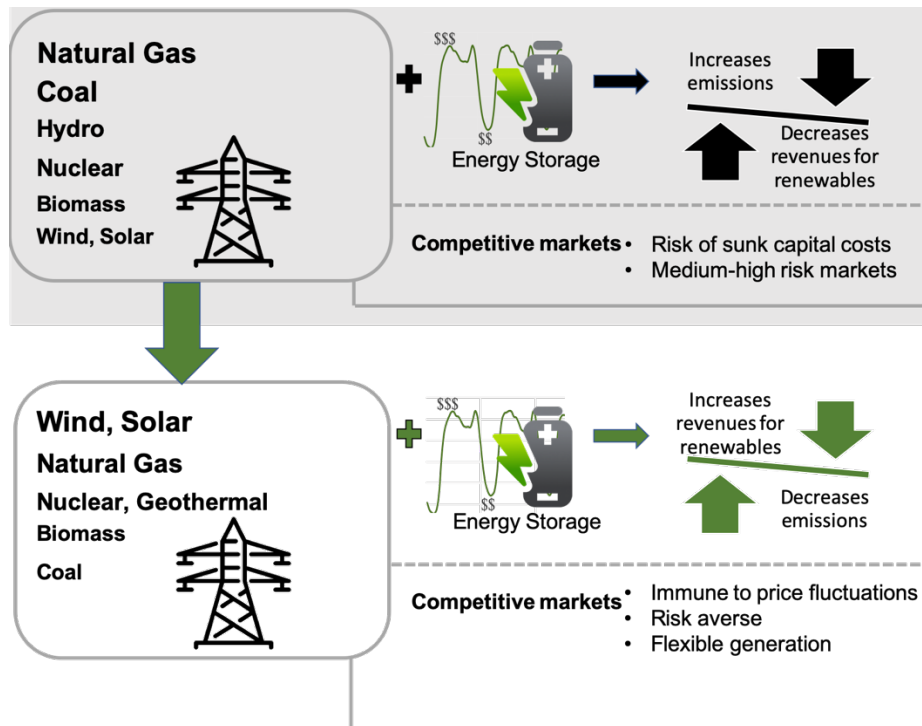 Natural Gas
Coal
Hydro
Nuclear
Biomass
Wind, Solar
$$$
$$
Energy Storage
Increases
emissions
Decreases
revenues for
renewables
Competitive markets
• Risk of sunk capital costs
• Medium-high risk markets
Wind, Solar
Natural Gas
Nuclear, Geothermal
Biomass
Coal
$$$
$$
Energy Storage
Increases
revenues for
renewables
Decreases
emissions
Competitive markets
• Immune to price fluctuations
• Risk averse
• Flexible generation